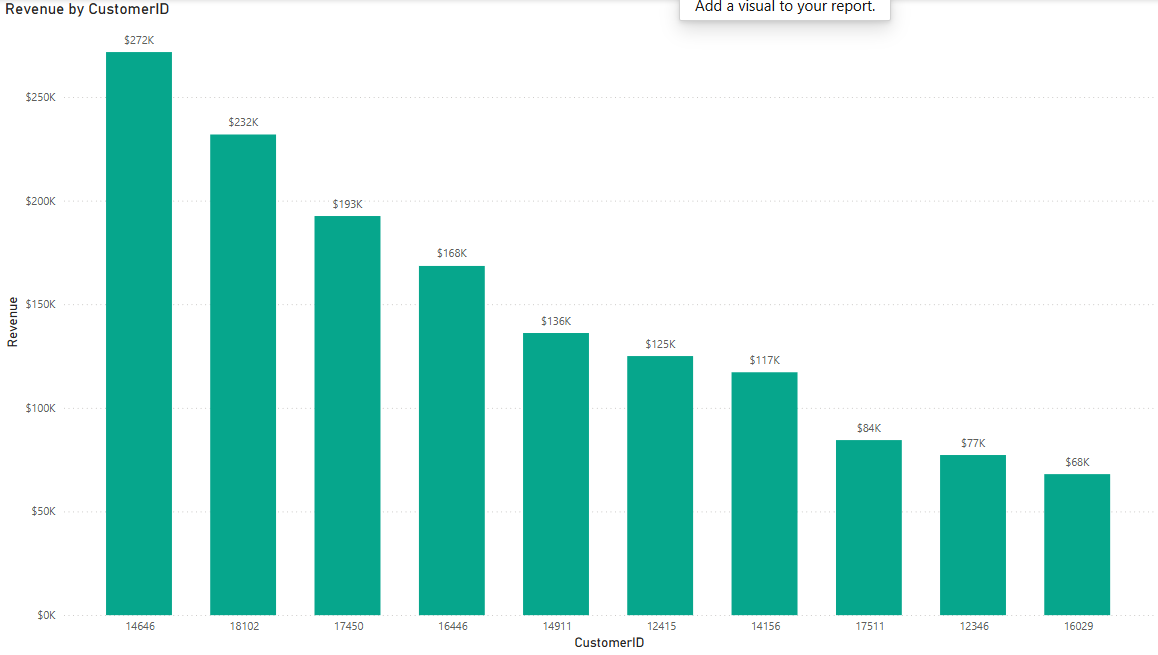 Revenue by CustomerID
Add a visual to your report.
$272K
$250K
$232K
$200K
$193K
$168K
$150K
$136K
$125K
$117K
$100K
$84K
$77K
$68K
$50K
$0K
Revenue
14646 18102 17450 16446 14911 12415 14156 17511 12346 16029
CustomerID